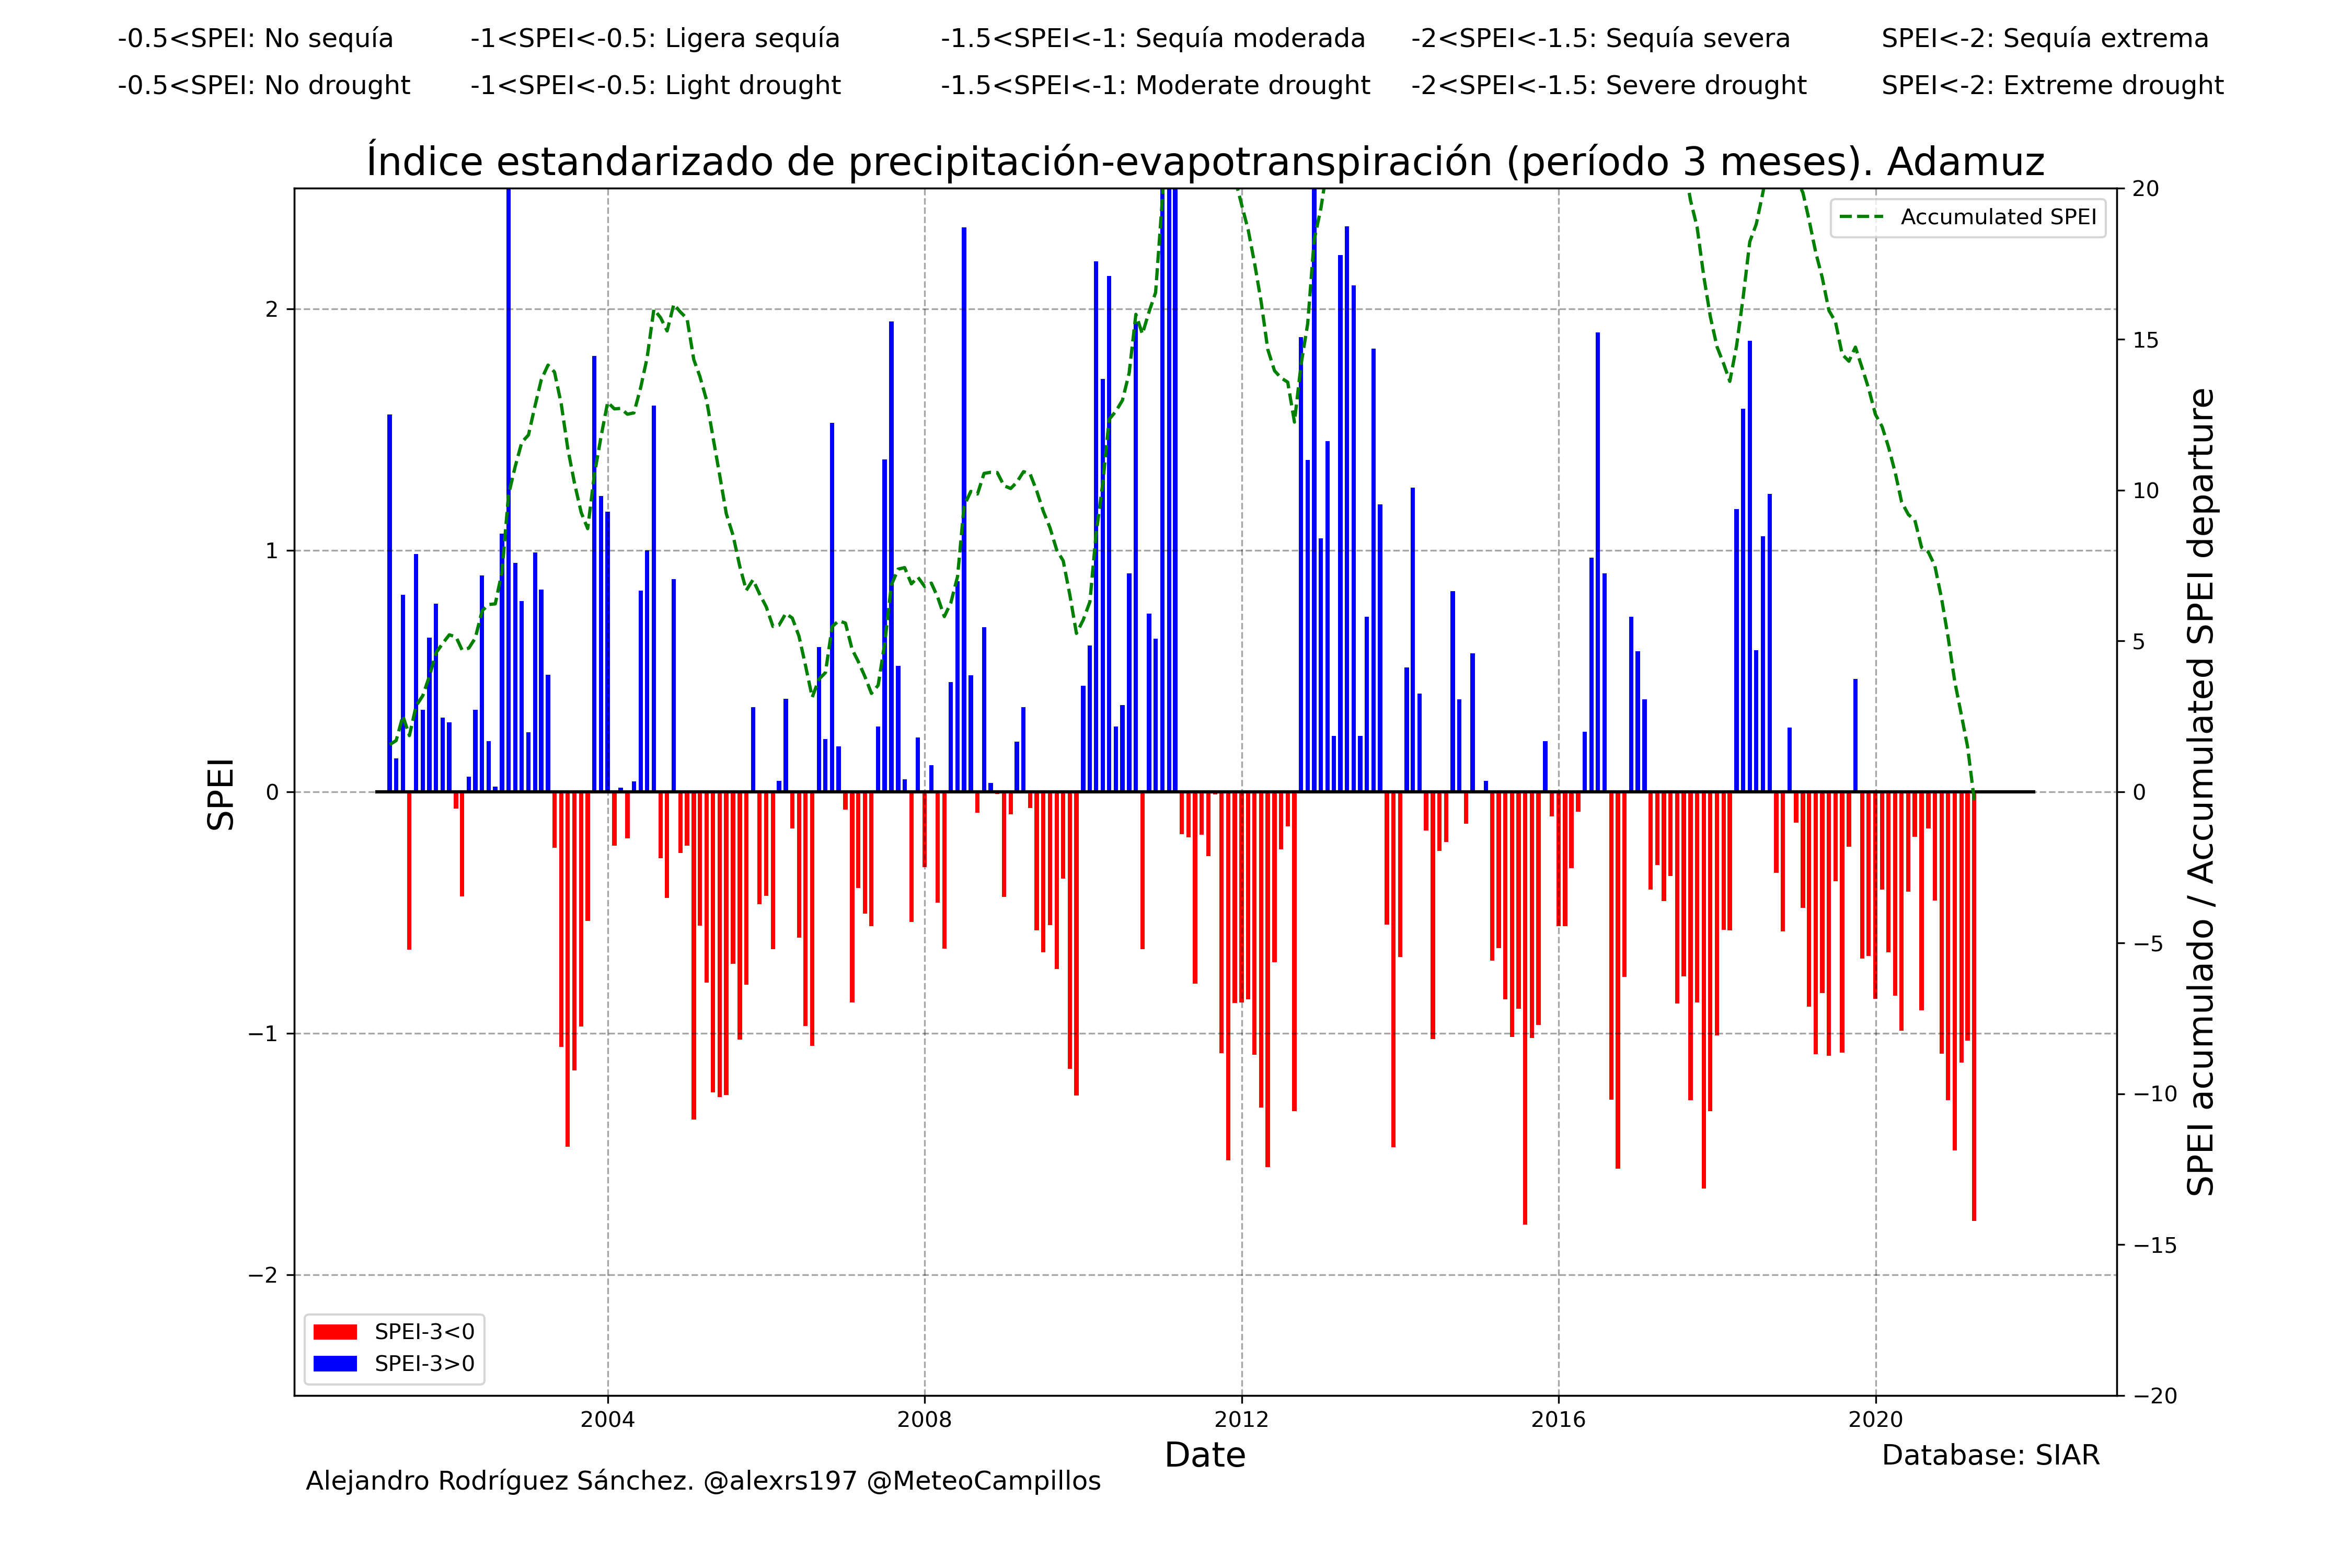 -0.5<SPEI: No sequía -1<SPEI<-0.5: Ligera sequía -1.5<SPEI<-1: Sequía moderada -2<SPEI<-1.5: Sequía severa SPEI<-2: Sequía extrema
-0.5<SPEI: No drought -1<SPEI<-0.5: Light drought -1.5<SPEI<-1: Moderate drought -2<SPEI<-1.5: Severe drought SPEI<-2: Extreme drought
Índice estandarizado de precipitación-evapotranspiración (período 3 meses). Adamuz
Accumulated SPEI
2
1
0
−1
−2
SPEI
20
15
10
5
0
−5
−10
−15
−20
SPEI acumulado / Accumulated SPEI departure
SPEI-3<0
SPEI-3>0
2004 2008 2012 2016 2020
Date
Database: SIAR
Alejandro Rodríguez Sánchez. @alexrs197 @MeteoCampillos